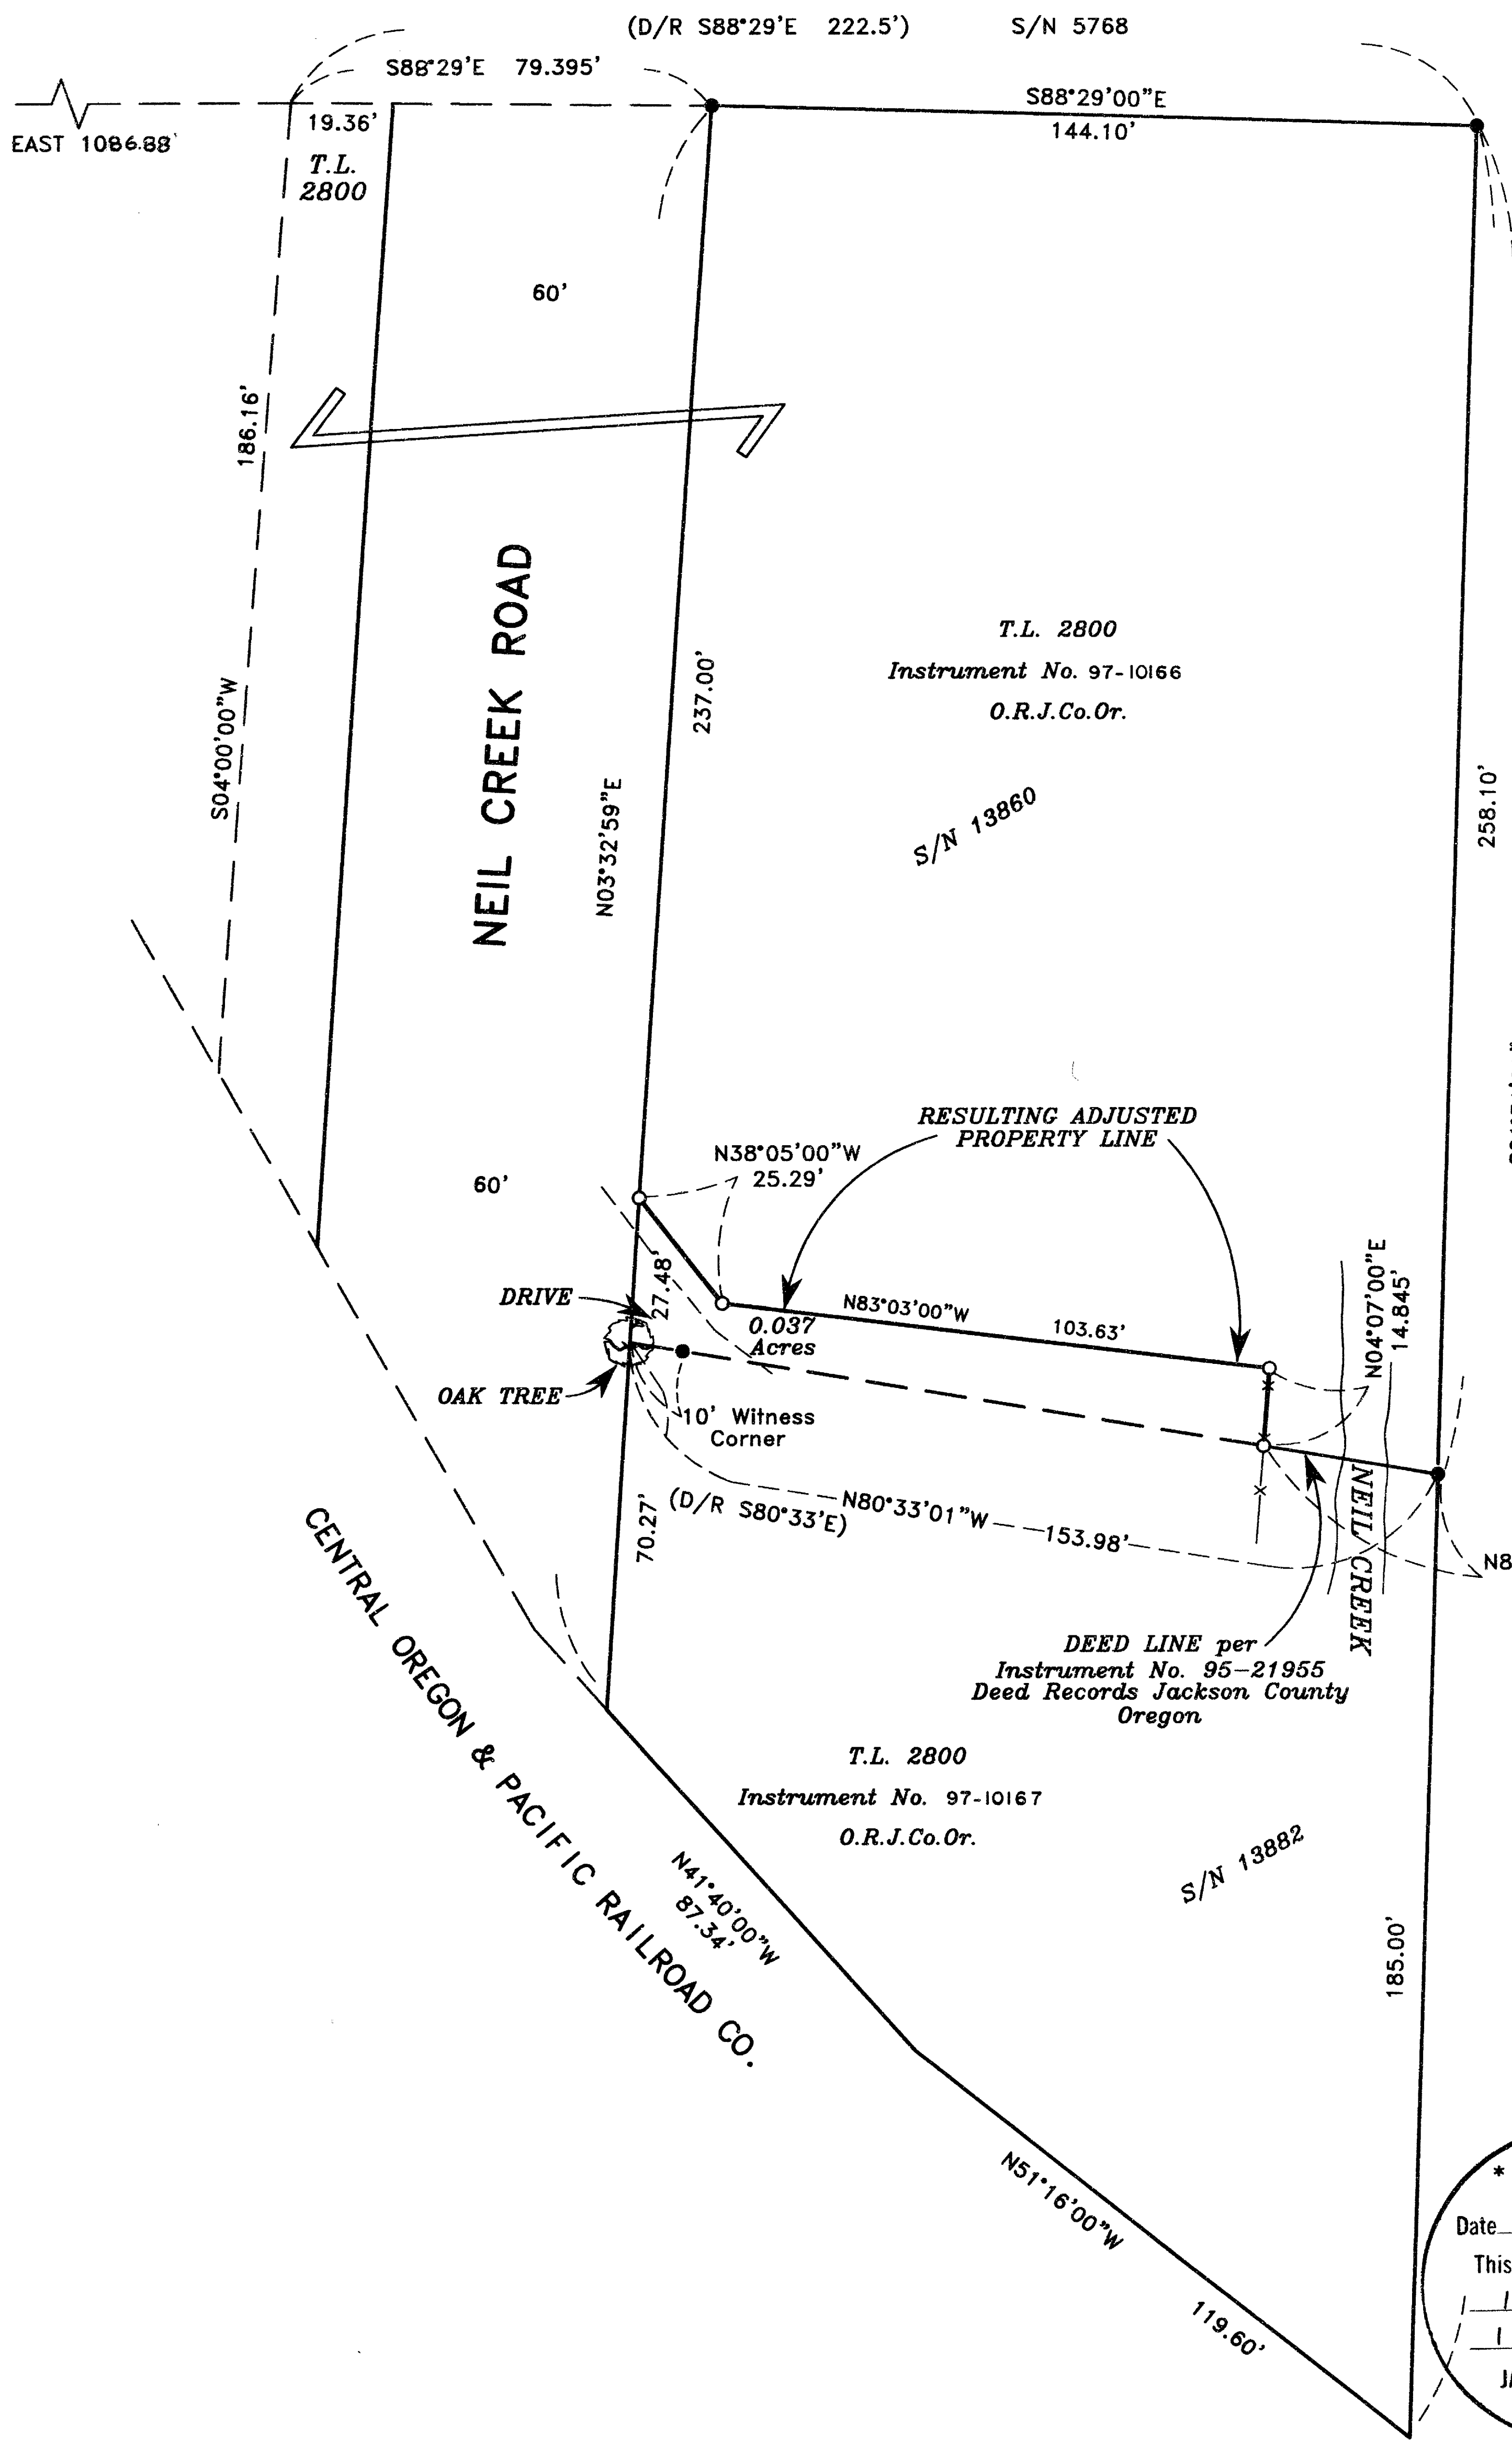 (D/R S88°29'E 222.5') S/N 5768
S88°29'E 79.395'
S88°29'00"E
144.10'
19.36'
EAST 1086.88'
T.L.
2800
60'
186.16'
S04°00'00"W
NEIL CREEK ROAD
237.00'
N03°32'59"E
T.L. 2800
Instrument No. 97-10166
O.R.J.Co.Or.
S/N 13860
258.10'
RESULTING ADJUSTED
PROPERTY LINE
N38°05'00"W
25.29'
60'
27.48'
DRIVE
0.037
Acres
N83°03'00"W 103.63'
N04°07'00"E
14.845'
OAK TREE
10' Witness
Corner
(D/R S80°33'E)
N80°33'01"W 153.98'
70.27'
NEIL CREEK
N8
DEED LINE per
Instrument No. 95-21955
Deed Records Jackson County
Oregon
CENTRAL OREGON & PACIFIC RAILROAD CO.
T.L. 2800
Instrument No. 97-10167
O.R.J.Co.Or.
S/N 13882
N41°40'00"W
87.34'
185.00'
N51°16'00"W
119.60'
*
Date
This